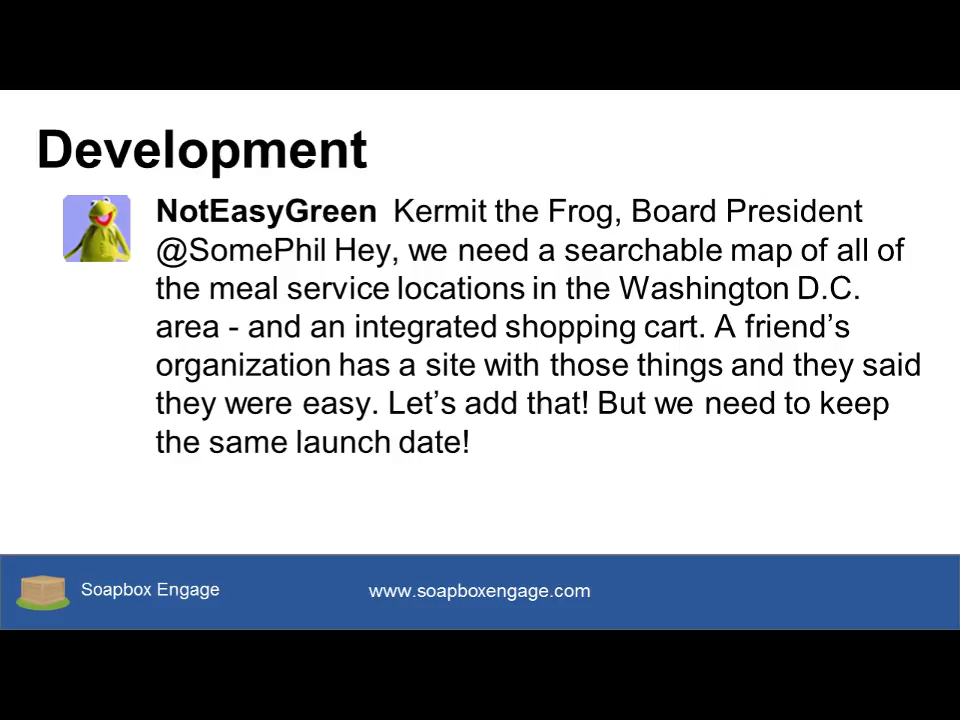 Development
NotEasyGreen Kermit the Frog, Board President
@SomePhil Hey, we need a searchable map of all of
the meal service locations in the Washington D.C.
area - and an integrated shopping cart. A friend’s
organization has a site with those things and they said
they were easy. Let’s add that! But we need to keep
the same launch date!
Soapbox Engage
www.soapboxengage.com